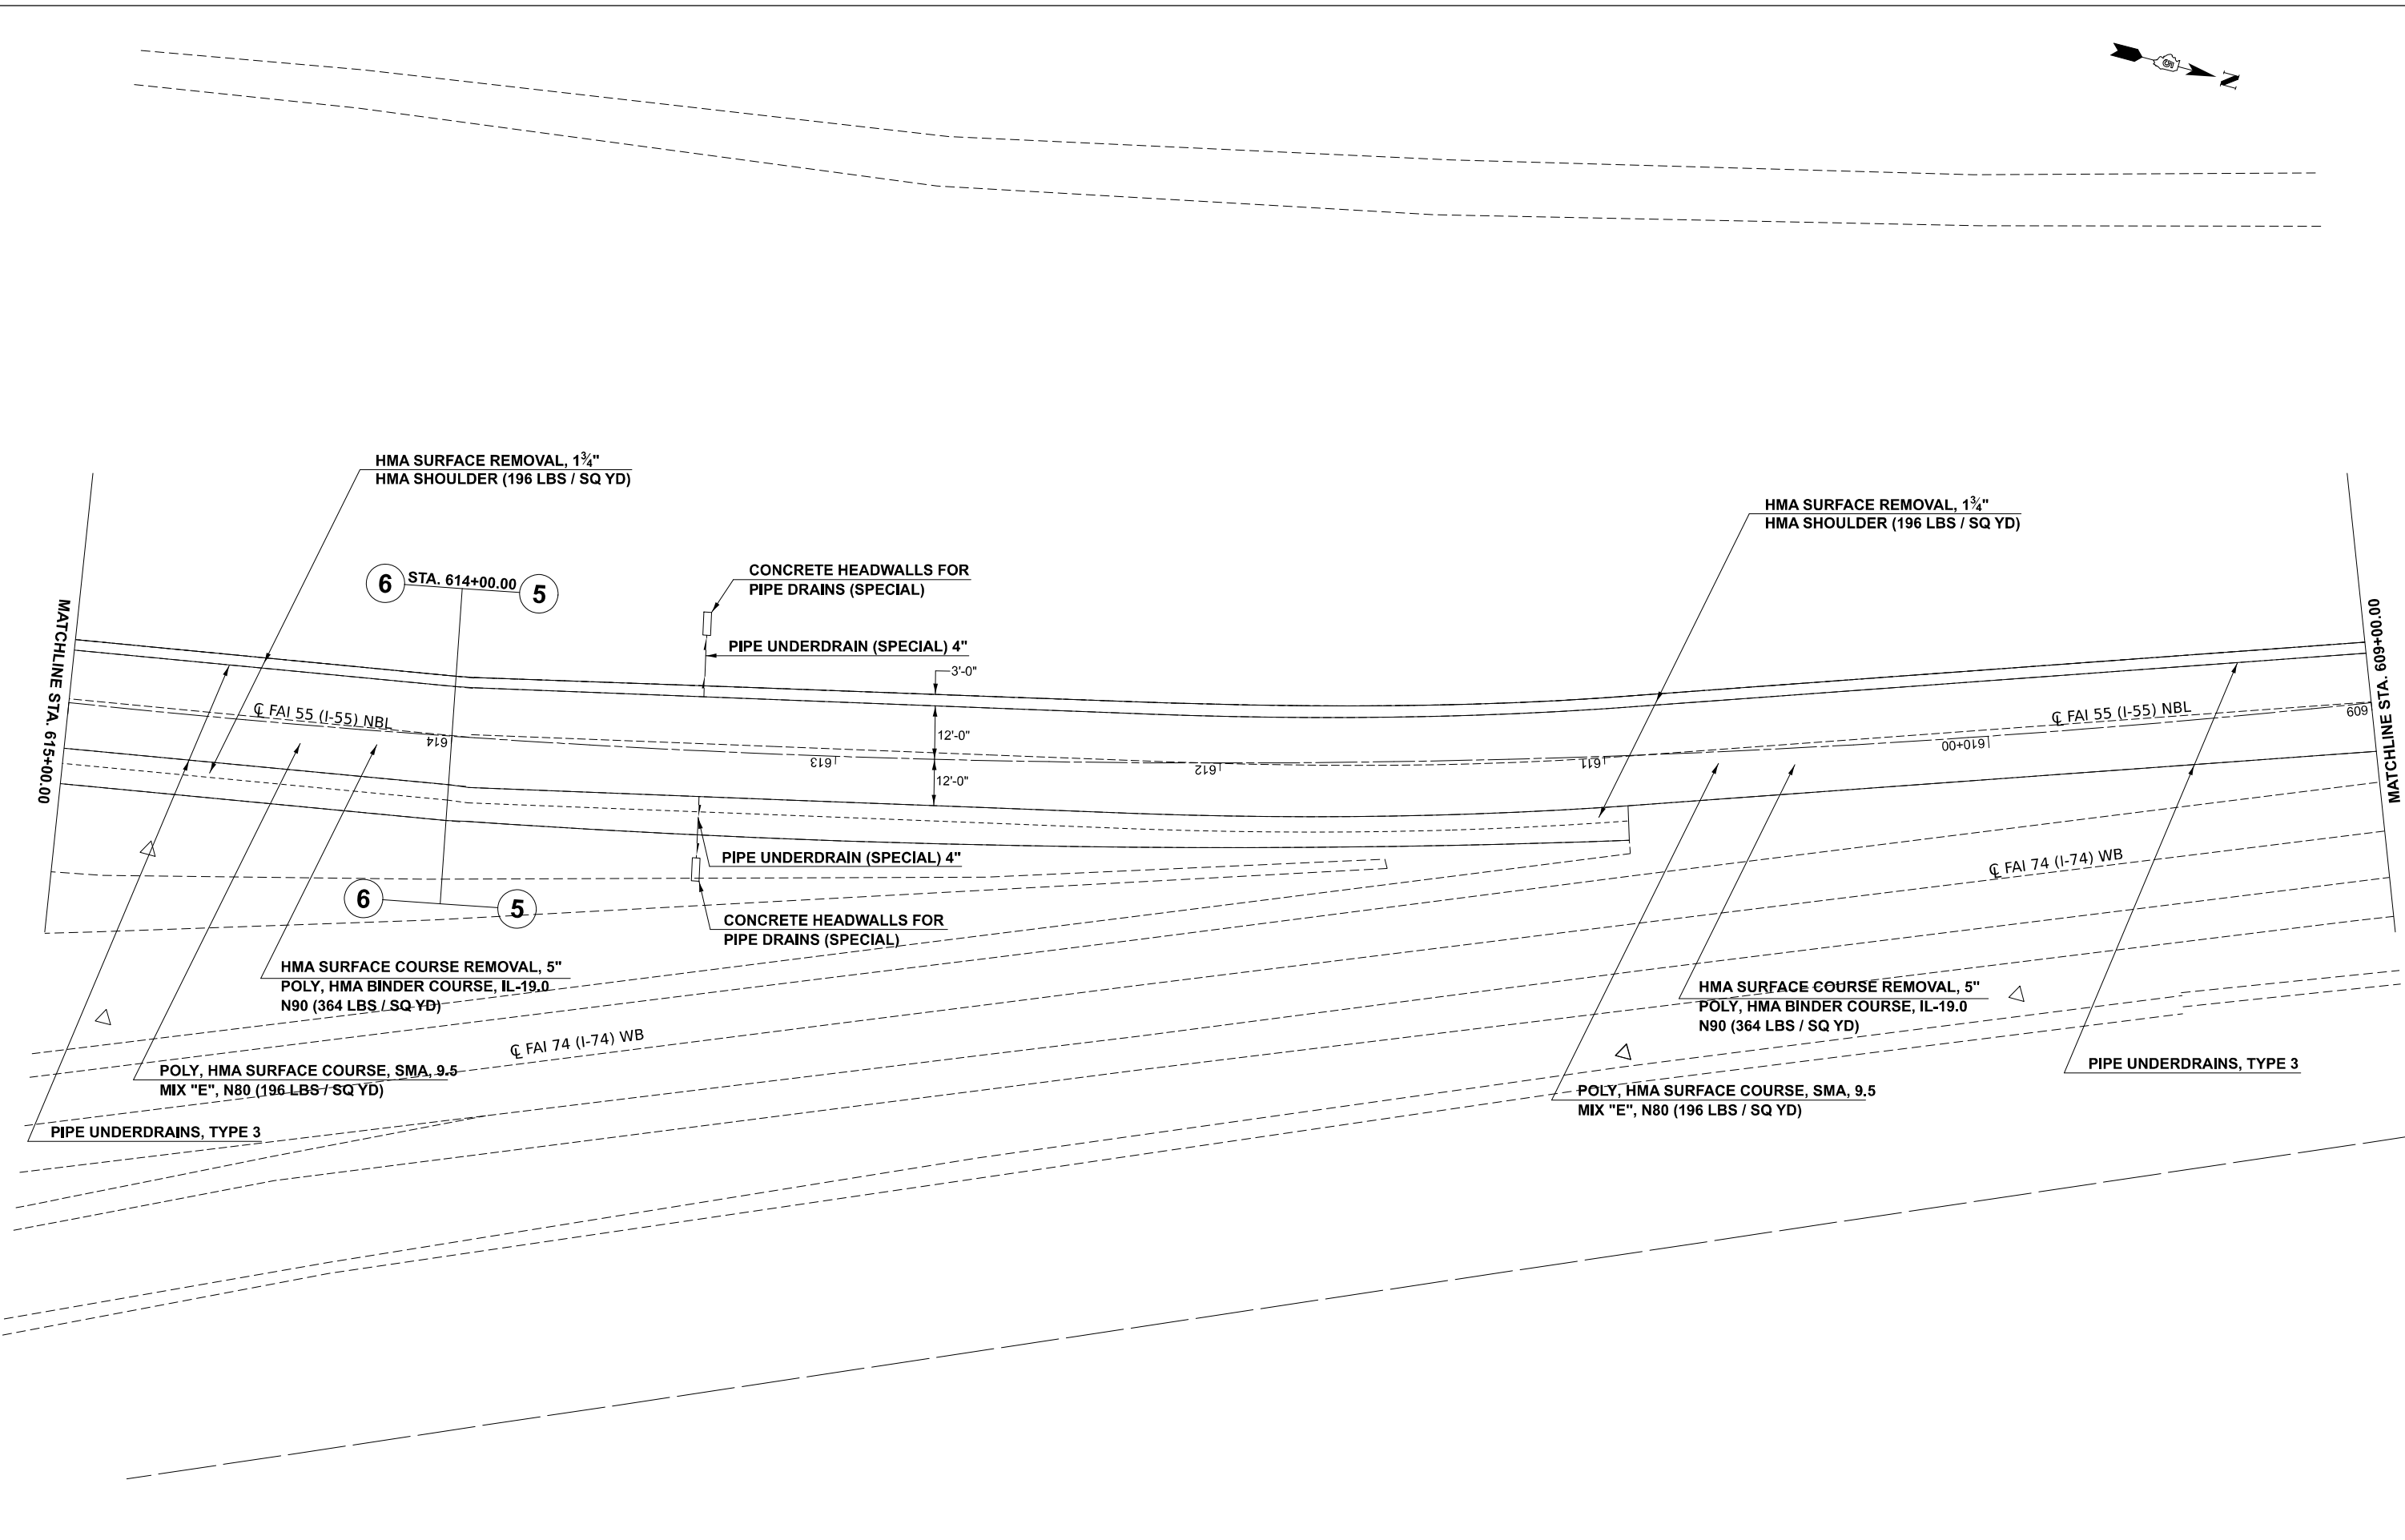 N
HMA SURFACE REMOVAL, 1¾"
HMA SHOULDER (196 LBS / SQ YD)
HMA SURFACE REMOVAL, 1¾"
HMA SHOULDER (196 LBS / SQ YD)
6 STA. 614+00.00 5
CONCRETE HEADWALLS FOR
PIPE DRAINS (SPECIAL)
PIPE UNDERDRAIN (SPECIAL) 4"
3'-0"
MATCHLINE STA. 615+00.00
MATCHLINE STA. 609+00.00
℄ FAI 55 (I-55) NBL
℄ FAI 55 (I-55) NBL
614
613
612
611
610+00
609
12'-0"
12'-0"
PIPE UNDERDRAIN (SPECIAL) 4"
℄ FAI 74 (I-74) WB
6 5
CONCRETE HEADWALLS FOR
PIPE DRAINS (SPECIAL)
HMA SURFACE COURSE REMOVAL, 5"
POLY, HMA BINDER COURSE, IL-19.0
N90 (364 LBS / SQ YD)
HMA SURFACE COURSE REMOVAL, 5"
POLY, HMA BINDER COURSE, IL-19.0
N90 (364 LBS / SQ YD)
℄ FAI 74 (I-74) WB
POLY, HMA SURFACE COURSE, SMA, 9.5
MIX "E", N80 (196 LBS / SQ YD)
PIPE UNDERDRAINS, TYPE 3
POLY, HMA SURFACE COURSE, SMA, 9.5
MIX "E", N80 (196 LBS / SQ YD)
PIPE UNDERDRAINS, TYPE 3